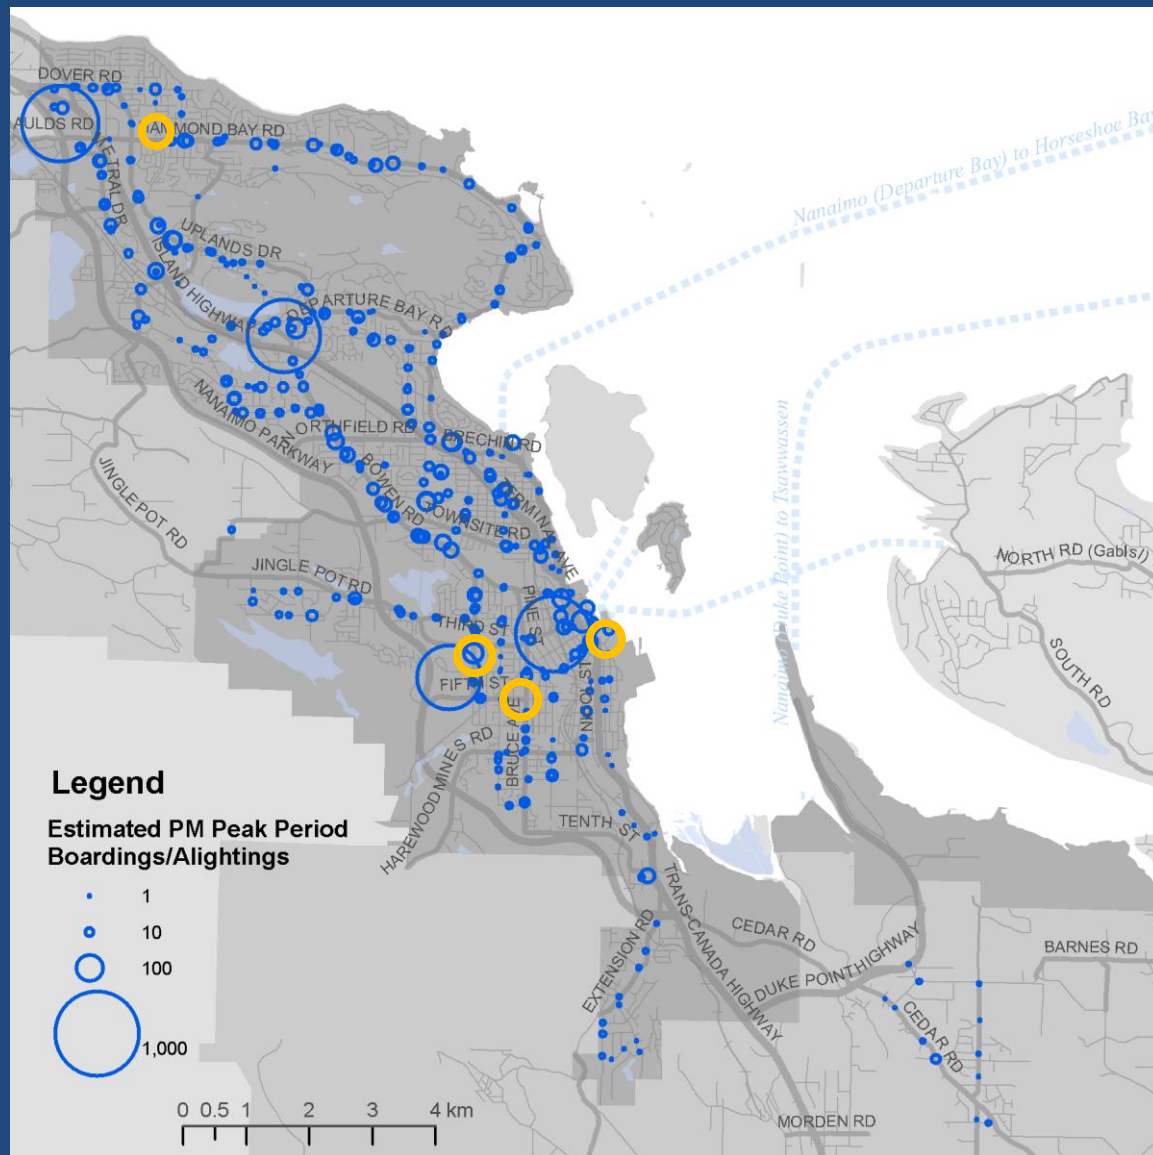 DOVER RD
AULDS RD
HAMMOND BAY RD
METRAL DR
UPLANDS DR
ISLAND HIGHWAY
DEPARTURE BAY RD
Nanaimo (Departure Bay) to Horseshoe Bay
NANAIMO PARKWAY
NORTHFIELD RD
BRECHIN RD
BOWEN RD
TERMINAL AVE
TOWNSITE RD
JINGLE POT RD
JINGLE POT RD
Nanaimo (Duke Point) to Tsawwassen
NORTH RD (GabIsl)
SOUTH RD
THIRD ST
PINE ST
FIFTH ST
NICOL ST
BRUCE AVE
HAREWOOD MINES RD
TENTH ST
TRANS-CANADA HIGHWAY
EXTENSION RD
CEDAR RD
DUKE POINT HIGHWAY
BARNES RD
CEDAR RD
MORDEN RD
Legend
Estimated PM Peak Period
Boardings/Alightings
1
10
100
1,000
0 0.5 1 2 3 4 km